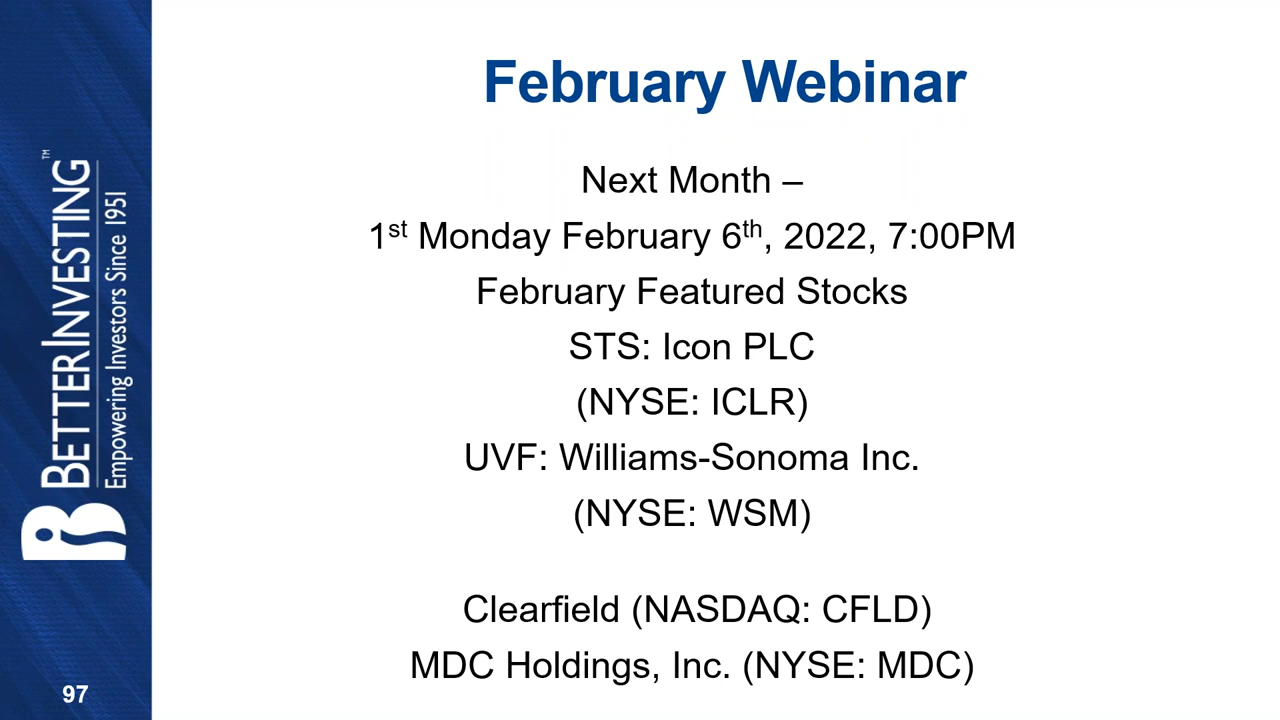 February Webinar
Next Month –
1st Monday February 6th, 2022, 7:00PM
February Featured Stocks
STS: Icon PLC
(NYSE: ICLR)
UVF: Williams-Sonoma Inc.
(NYSE: WSM)
Clearfield (NASDAQ: CFLD)
MDC Holdings, Inc. (NYSE: MDC)
BETTERINVESTING™
Empowering Investors Since 1951
97